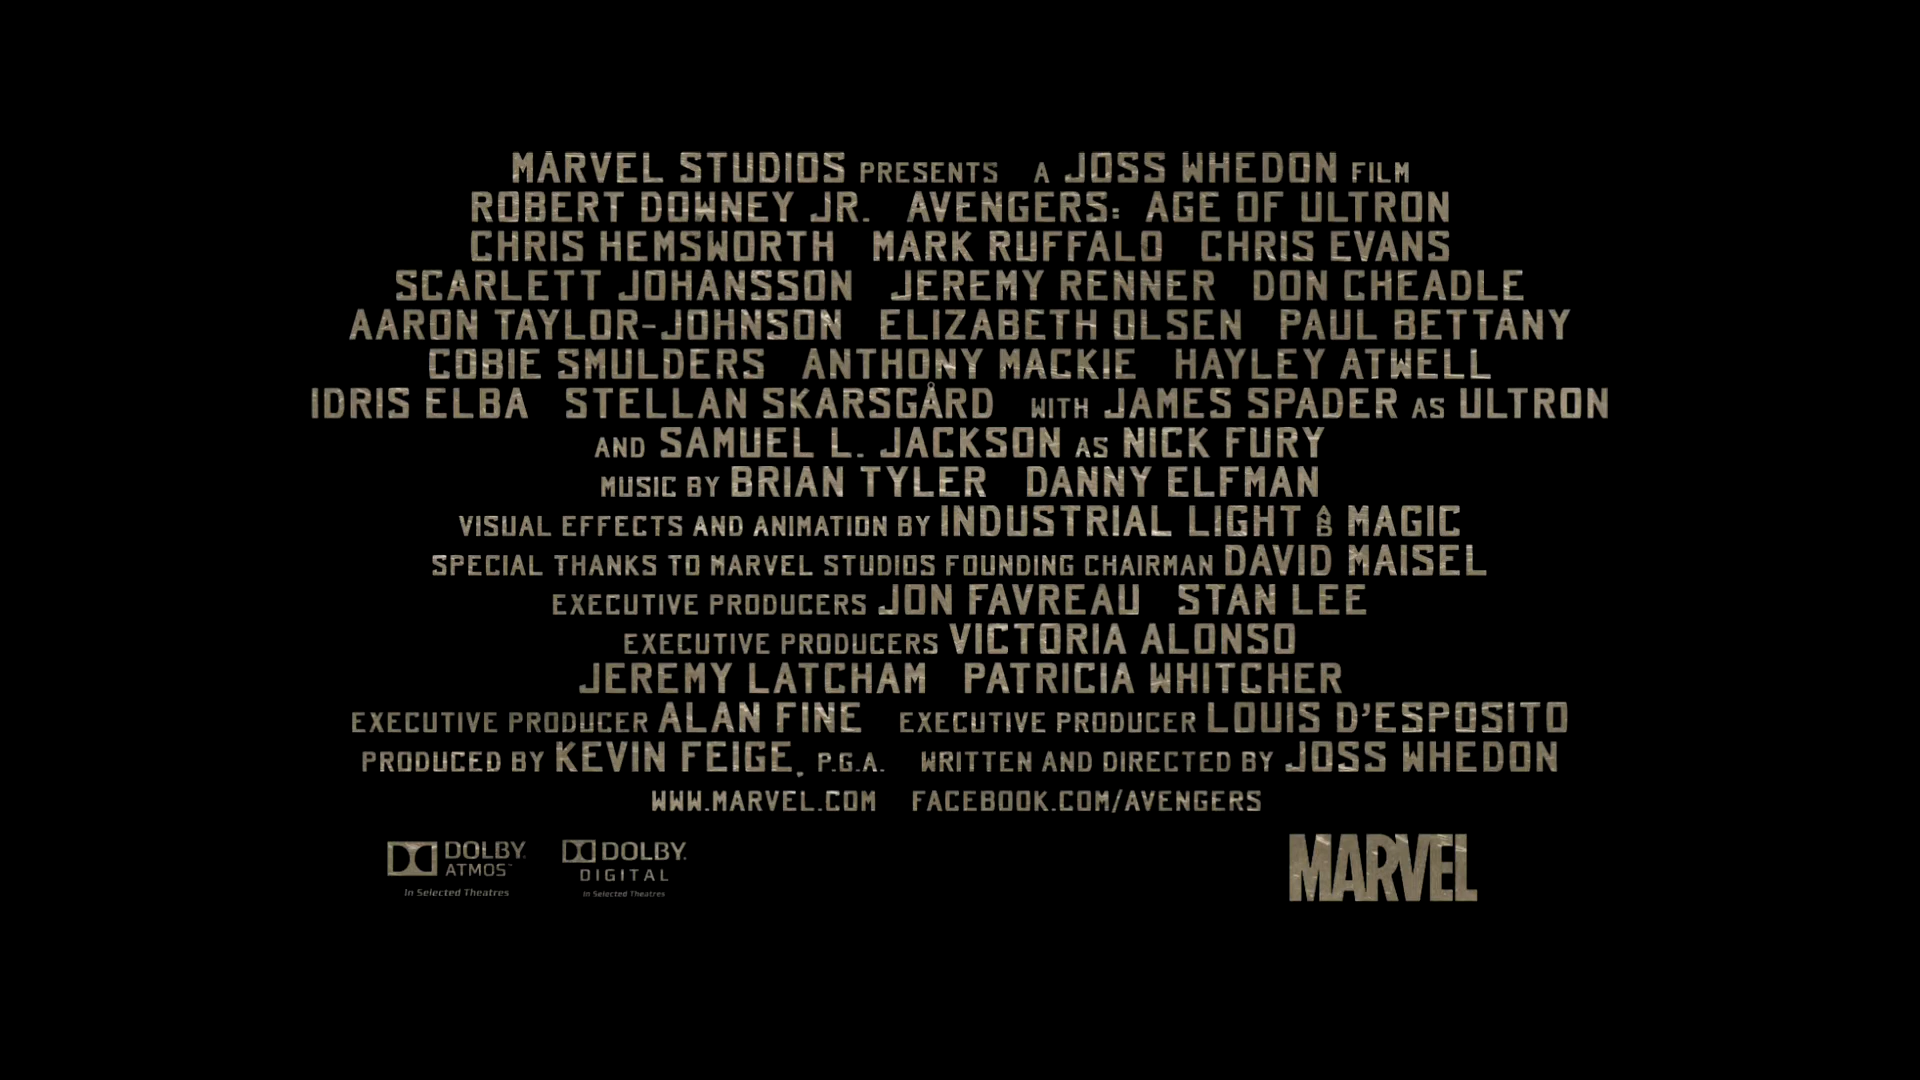 MARVEL STUDIOS PRESENTS A JOSS WHEDON FILM
ROBERT DOWNEY JR. AVENGERS: AGE OF ULTRON
CHRIS HEMSWORTH MARK RUFFALO CHRIS EVANS
SCARLETT JOHANSSON JEREMY RENNER DON CHEADLE
AARON TAYLOR-JOHNSON ELIZABETH OLSEN PAUL BETTANY
COBIE SMULDERS ANTHONY MACKIE HAYLEY ATWELL
IDRIS ELBA STELLAN SKARSGÅRD WITH JAMES SPADER AS ULTRON
AND SAMUEL L. JACKSON AS NICK FURY
MUSIC BY BRIAN TYLER DANNY ELFMAN
VISUAL EFFECTS AND ANIMATION BY INDUSTRIAL LIGHT AND MAGIC
SPECIAL THANKS TO MARVEL STUDIOS FOUNDING CHAIRMAN DAVID MAISEL
EXECUTIVE PRODUCERS JON FAVREAU STAN LEE
EXECUTIVE PRODUCERS VICTORIA ALONSO
JEREMY LATCHAM PATRICIA WHITCHER
EXECUTIVE PRODUCER ALAN FINE EXECUTIVE PRODUCER LOUIS D'ESPOSITO
PRODUCED BY KEVIN FEIGE, P.G.A. WRITTEN AND DIRECTED BY JOSS WHEDON
WWW.MARVEL.COM FACEBOOK.COM/AVENGERS
DOLBY ATMOS™ In Selected Theatres
DOLBY DIGITAL In Selected Theatres
MARVEL